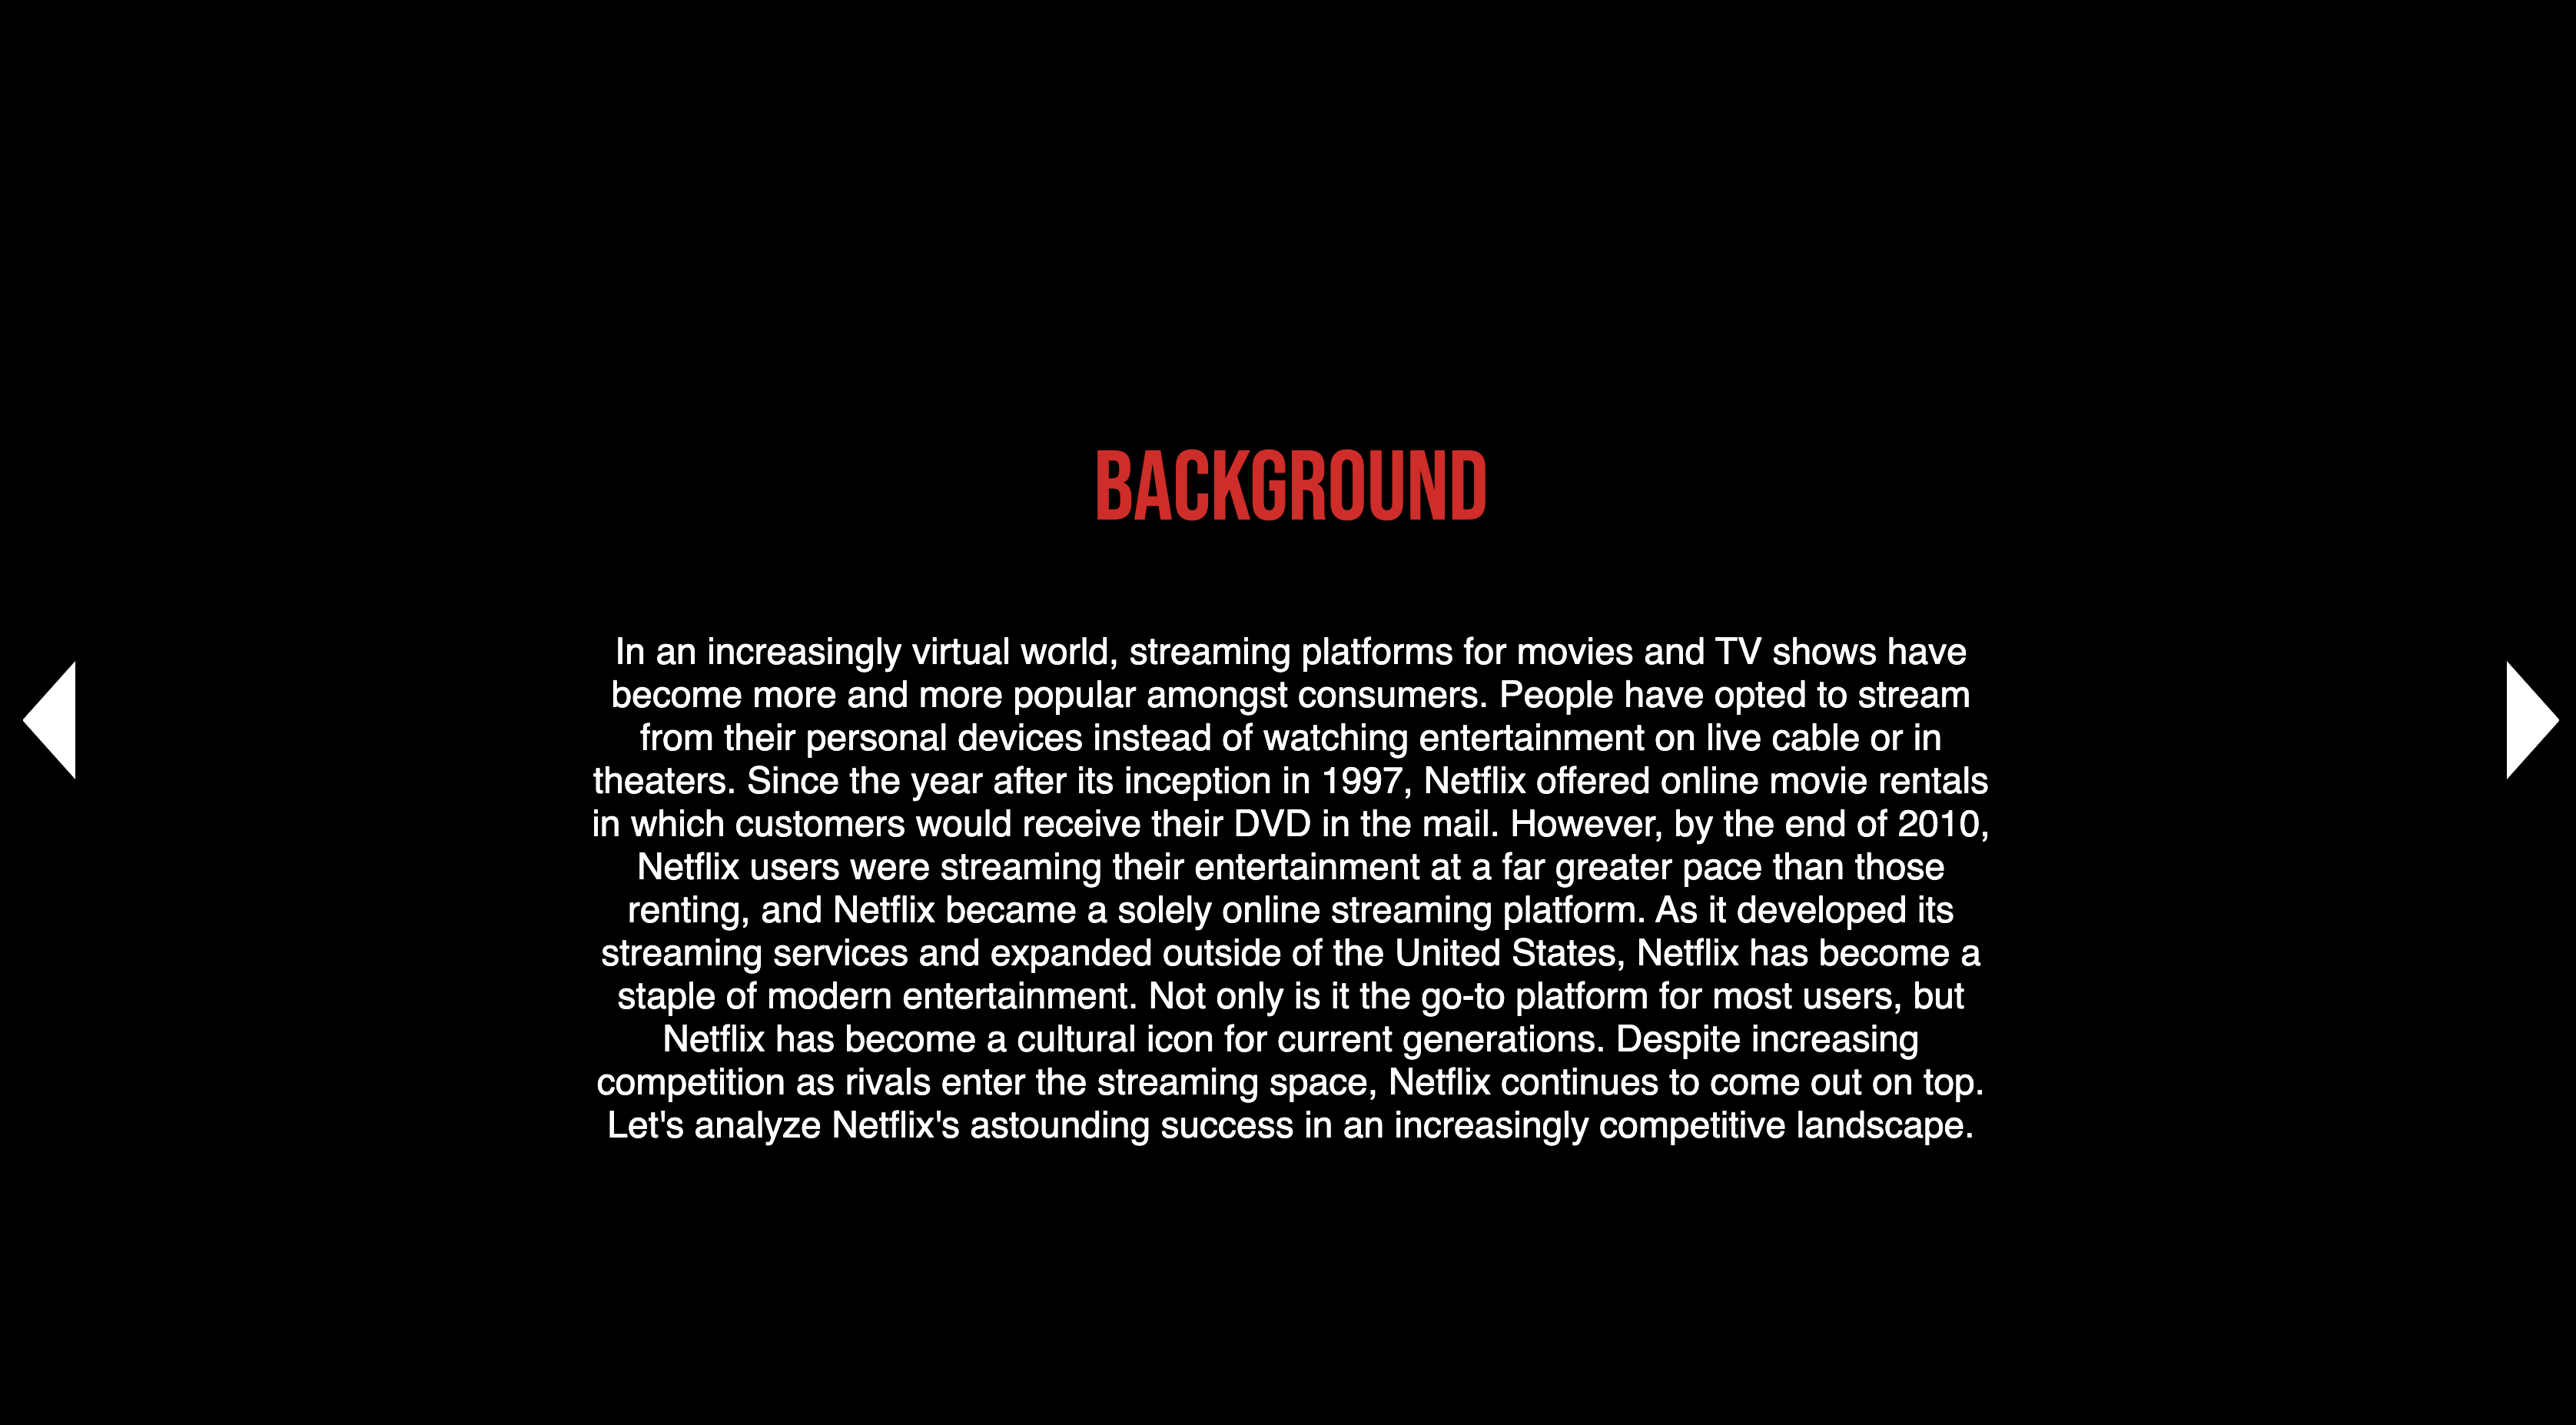 BACKGROUND
In an increasingly virtual world, streaming platforms for movies and TV shows have
become more and more popular amongst consumers. People have opted to stream
from their personal devices instead of watching entertainment on live cable or in
theaters. Since the year after its inception in 1997, Netflix offered online movie rentals
in which customers would receive their DVD in the mail. However, by the end of 2010,
Netflix users were streaming their entertainment at a far greater pace than those
renting, and Netflix became a solely online streaming platform. As it developed its
streaming services and expanded outside of the United States, Netflix has become a
staple of modern entertainment. Not only is it the go-to platform for most users, but
Netflix has become a cultural icon for current generations. Despite increasing
competition as rivals enter the streaming space, Netflix continues to come out on top.
Let's analyze Netflix's astounding success in an increasingly competitive landscape.